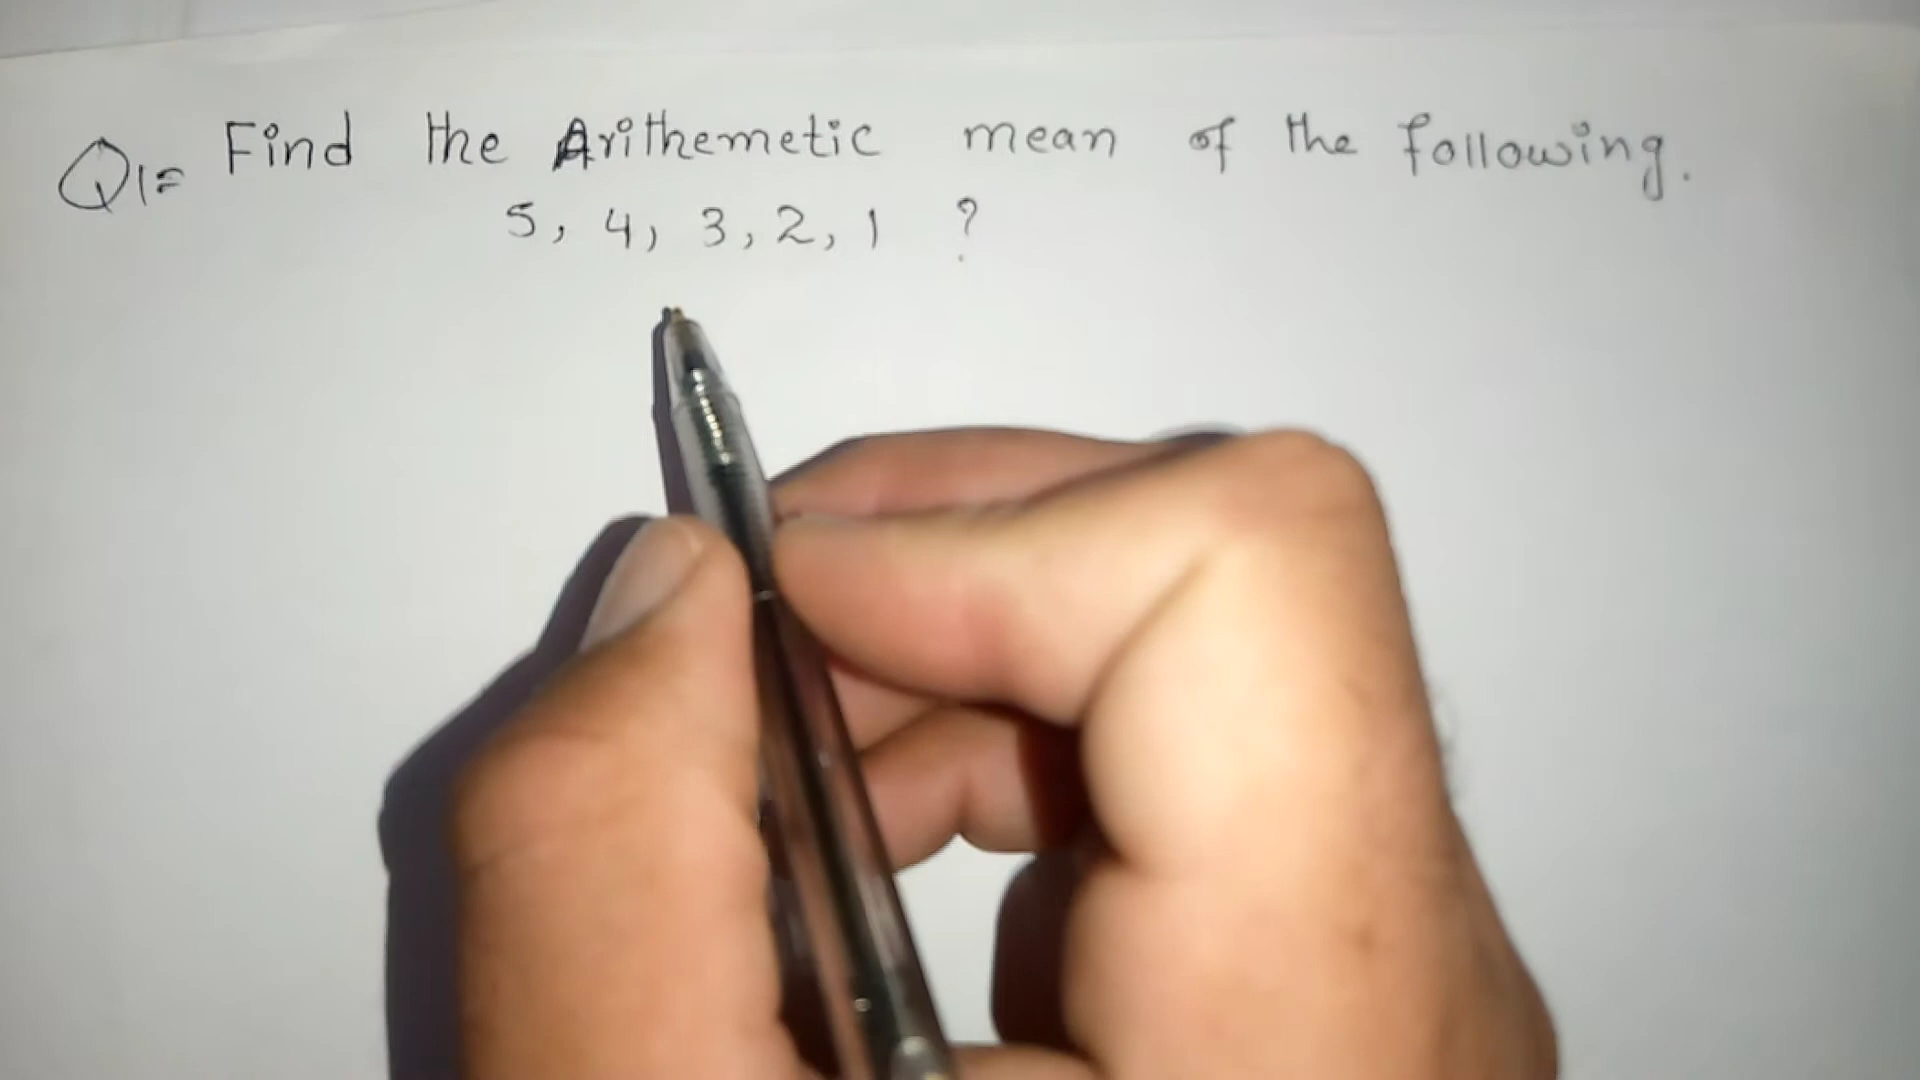 Q1= Find the Arithemetic mean of the following.
5, 4, 3, 2, 1 ?